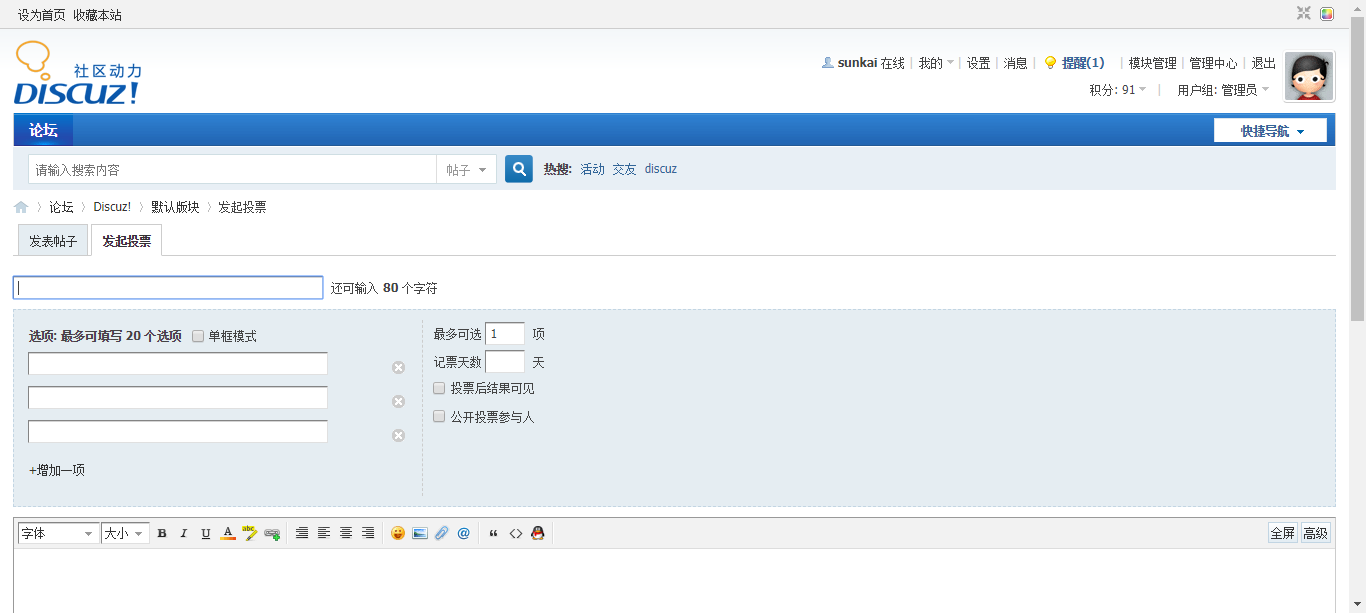 设为首页 收藏本站
社区动力
DISCUZ!
sunkai 在线 我的 设置 消息 提醒(1) 模块管理 管理中心 退出
积分: 91 用户组: 管理员
论坛 快捷导航
请输入搜索内容 帖子 热搜: 活动 交友 discuz
论坛 Discuz! 默认版块 发起投票
发表帖子 发起投票
还可输入 80 个字符
选项: 最多可填写 20 个选项 单框模式
最多可选 1 项
记票天数 天
投票后结果可见
公开投票参与人
+增加一项
字体 大小 B I U A abc @ “ <> 全屏 高级